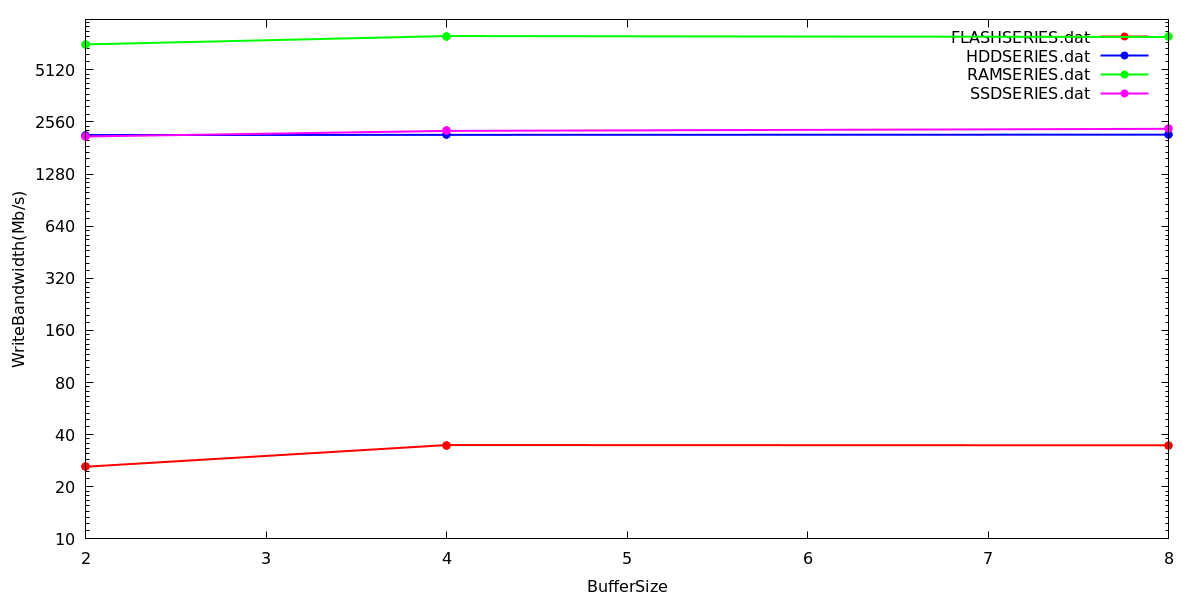 FLASHSERIES.dat
HDDSERIES.dat
RAMSERIES.dat
SSDSERIES.dat
WriteBandwidth(Mb/s)
5120
2560
1280
640
320
160
80
40
20
10
2 3 4 5 6 7 8
BufferSize